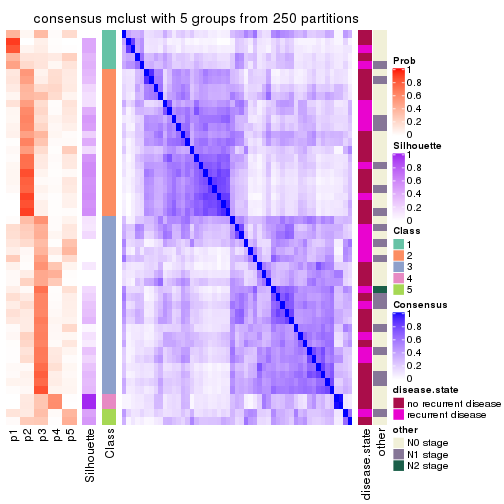 consensus mclust with 5 groups from 250 partitions
p1
p2
p3
p4
p5
Silhouette
Class
disease.state
other
Prob
1
0.8
0.6
0.4
0.2
0
Silhouette
1
0.8
0.6
0.4
0.2
0
Class
1
2
3
4
5
Consensus
1
0.8
0.6
0.4
0.2
0
disease.state
no recurrent disease
recurrent disease
other
N0 stage
N1 stage
N2 stage